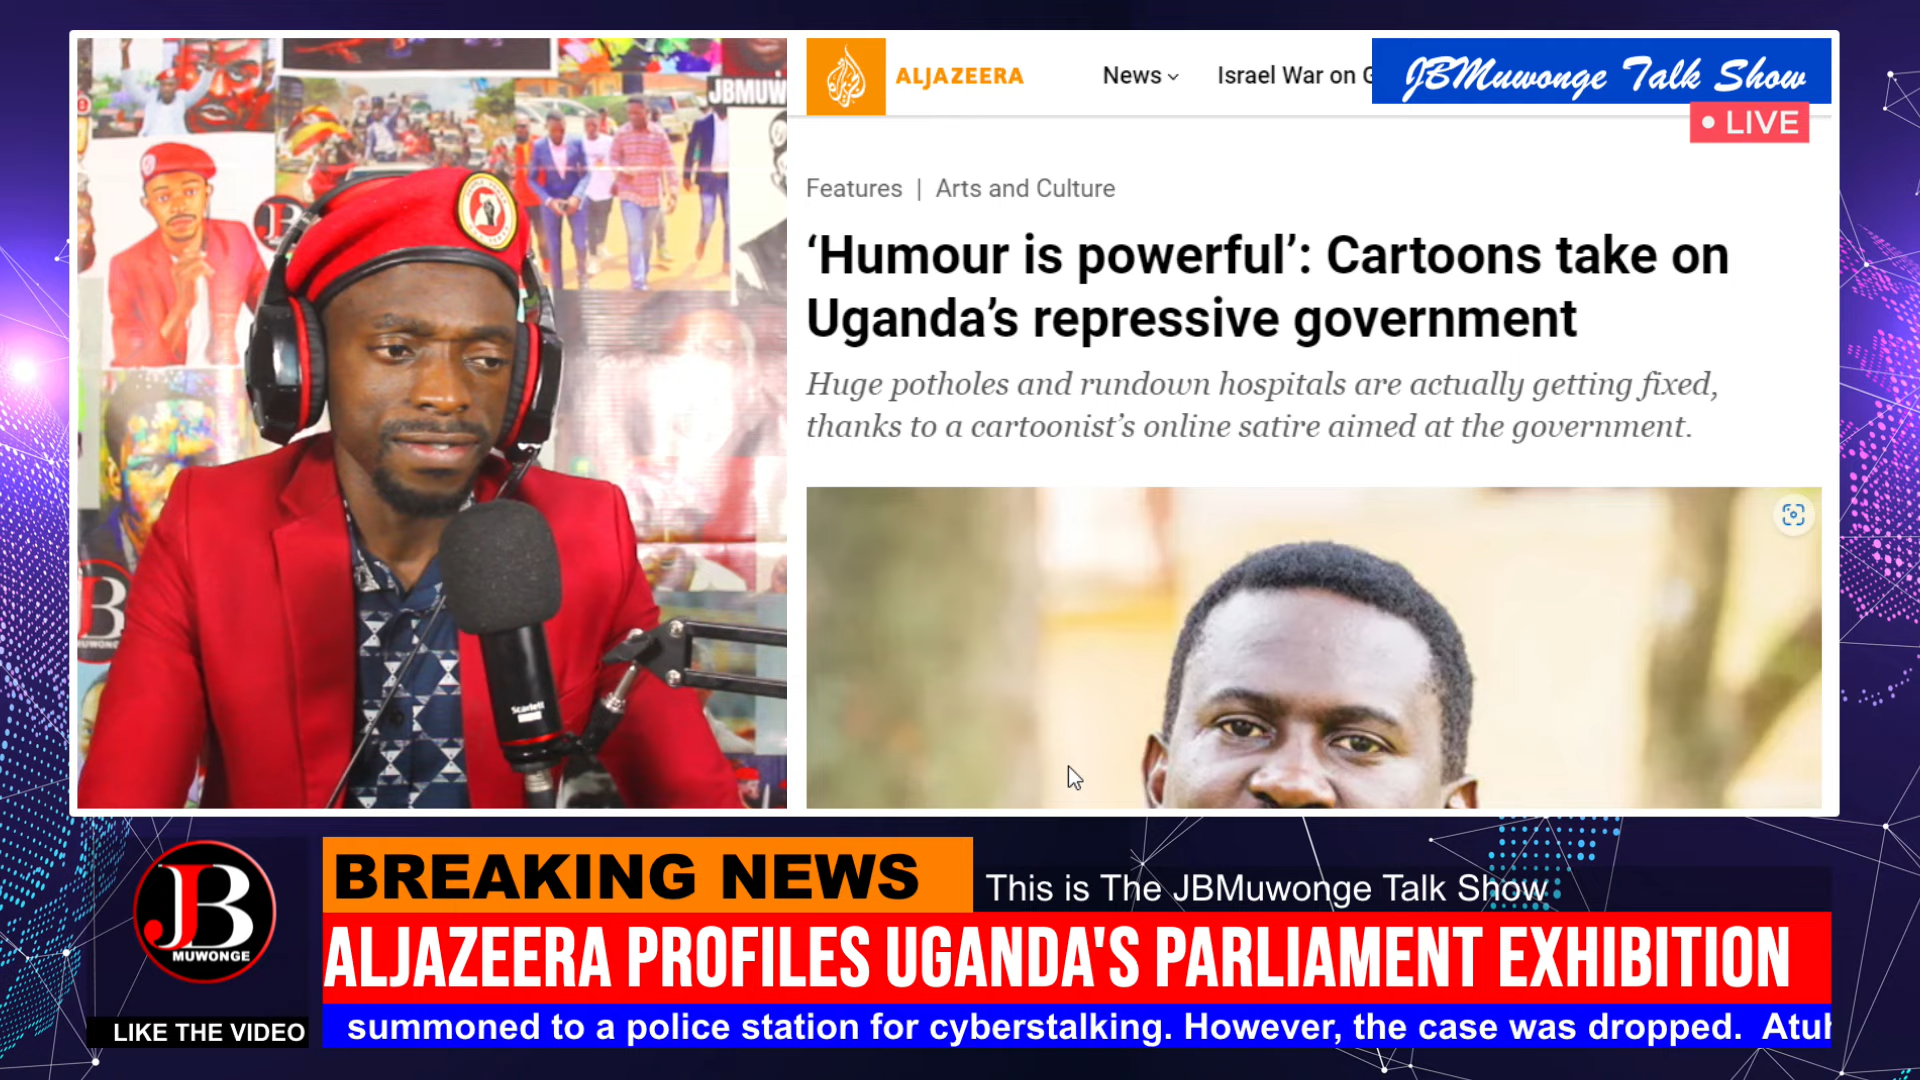 JBMUW
JB
ALJAZEERA
News
Israel War on G
JBMuwonge Talk Show
LIVE
Features | Arts and Culture
‘Humour is powerful’: Cartoons take on
Uganda’s repressive government
Huge potholes and rundown hospitals are actually getting fixed,
thanks to a cartoonist’s online satire aimed at the government.
Scarlett
JB
MUWONGE
BREAKING NEWS
This is The JBMuwonge Talk Show
ALJAZEERA PROFILES UGANDA'S PARLIAMENT EXHIBITION
LIKE THE VIDEO
summoned to a police station for cyberstalking. However, the case was dropped. Atuh